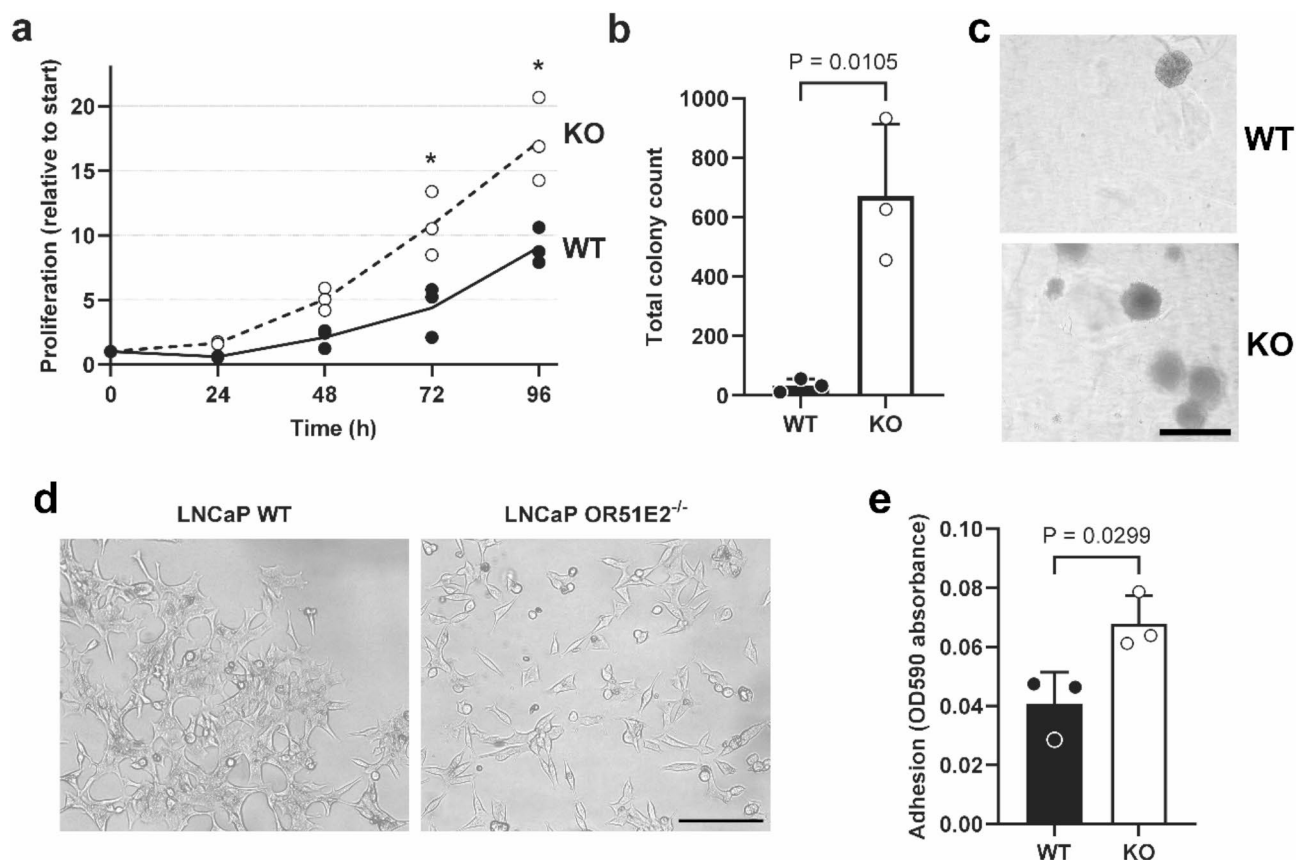 a
Proliferation (relative to start)
20
15
10
5
0
0 24 48 72 96
Time (h)
*
*
KO
WT
b
P = 0.0105
Total colony count
1000
800
600
400
200
0
WT KO
c
WT
KO
d
LNCaP WT
LNCaP OR51E2-/-
e
P = 0.0299
Adhesion (OD590 absorbance)
0.10
0.08
0.06
0.04
0.02
0.00
WT KO